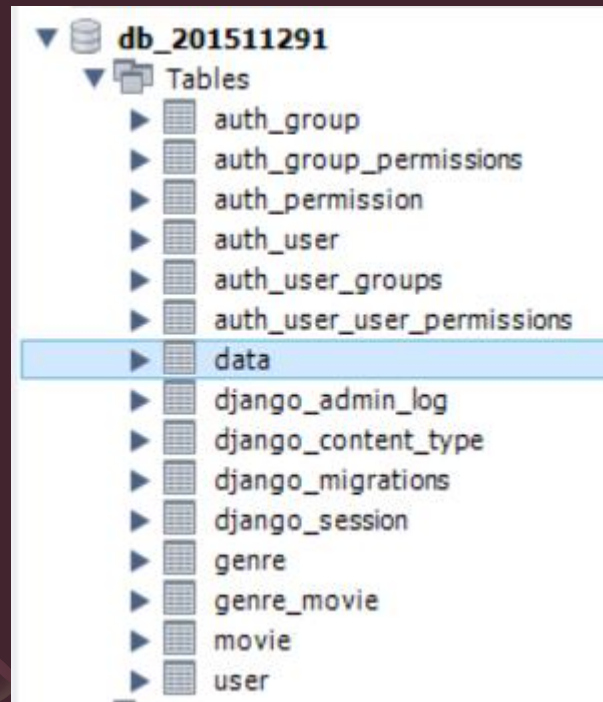 db_201511291
Tables
auth_group
auth_group_permissions
auth_permission
auth_user
auth_user_groups
auth_user_user_permissions
data
django_admin_log
django_content_type
django_migrations
django_session
genre
genre_movie
movie
user